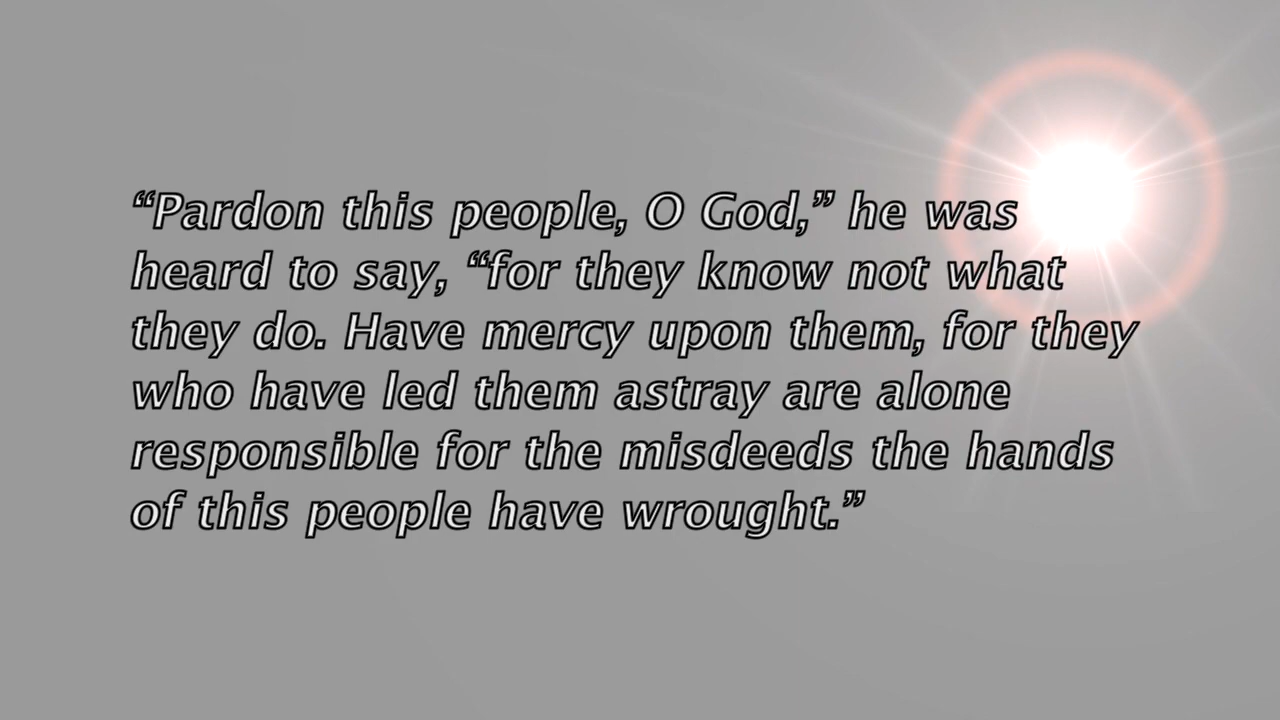 “Pardon this people, O God,” he was
heard to say, “for they know not what
they do. Have mercy upon them, for they
who have led them astray are alone
responsible for the misdeeds the hands
of this people have wrought.”